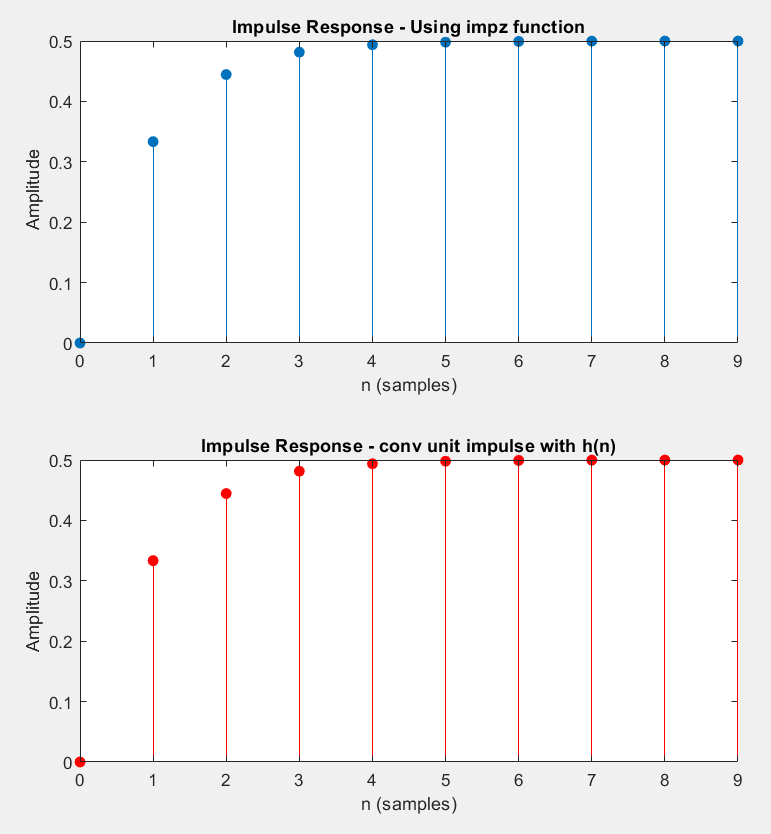 Impulse Response - Using impz function
0.5
0.4
0.3
0.2
0.1
0
Amplitude
0 1 2 3 4 5 6 7 8 9
n (samples)
Impulse Response - conv unit impulse with h(n)
0.5
0.4
0.3
0.2
0.1
0
Amplitude
0 1 2 3 4 5 6 7 8 9
n (samples)